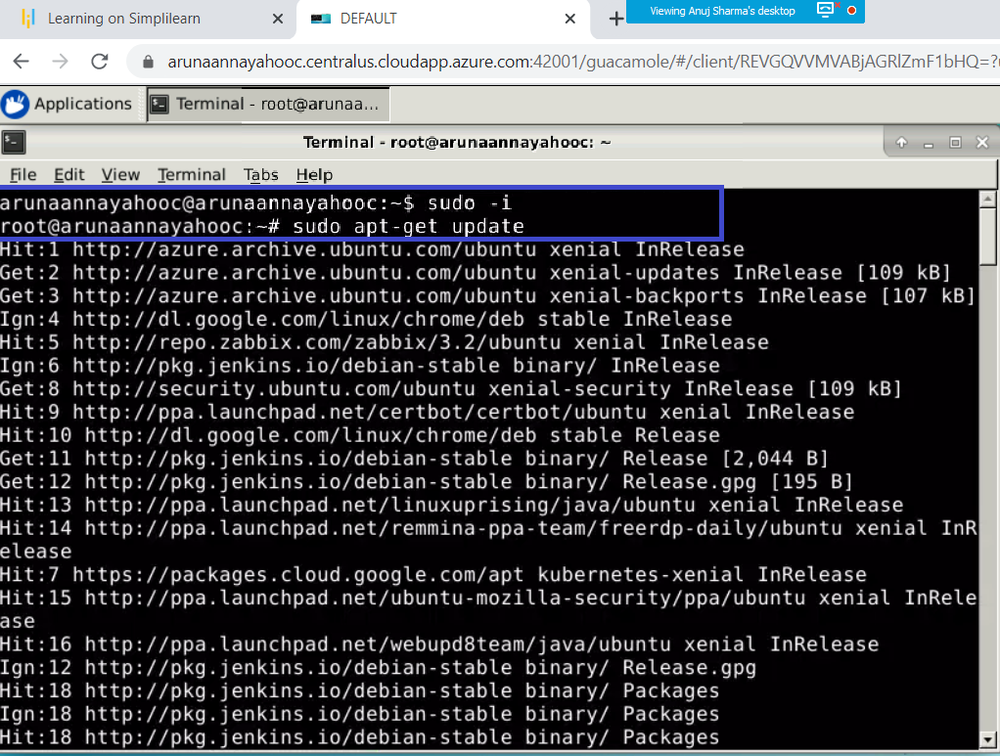 Learning on Simplilearn
DEFAULT
Viewing Anuj Sharma's desktop
arunaannayahooc.centralus.cloudapp.azure.com:42001/guacamole/#/client/REVGQVVMVABjAGRlZmF1bHQ=?u
Applications
Terminal - root@arunaa...
Terminal - root@arunaannayahooc: ~
File Edit View Terminal Tabs Help
arunaannayahooc@arunaannayahooc:~$ sudo -i
root@arunaannayahooc:~# sudo apt-get update
Hit:1 http://azure.archive.ubuntu.com/ubuntu xenial InRelease
Get:2 http://azure.archive.ubuntu.com/ubuntu xenial-updates InRelease [109 kB]
Get:3 http://azure.archive.ubuntu.com/ubuntu xenial-backports InRelease [107 kB]
Ign:4 http://dl.google.com/linux/chrome/deb stable InRelease
Hit:5 http://repo.zabbix.com/zabbix/3.2/ubuntu xenial InRelease
Ign:6 http://pkg.jenkins.io/debian-stable binary/ InRelease
Get:8 http://security.ubuntu.com/ubuntu xenial-security InRelease [109 kB]
Hit:9 http://ppa.launchpad.net/certbot/certbot/ubuntu xenial InRelease
Hit:10 http://dl.google.com/linux/chrome/deb stable Release
Get:11 http://pkg.jenkins.io/debian-stable binary/ Release [2,044 B]
Get:12 http://pkg.jenkins.io/debian-stable binary/ Release.gpg [195 B]
Hit:13 http://ppa.launchpad.net/linuxuprising/java/ubuntu xenial InRelease
Hit:14 http://ppa.launchpad.net/remmina-ppa-team/freerdp-daily/ubuntu xenial InR
elease
Hit:7 https://packages.cloud.google.com/apt kubernetes-xenial InRelease
Hit:15 http://ppa.launchpad.net/ubuntu-mozilla-security/ppa/ubuntu xenial InRele
ase
Hit:16 http://ppa.launchpad.net/webupd8team/java/ubuntu xenial InRelease
Ign:12 http://pkg.jenkins.io/debian-stable binary/ Release.gpg
Hit:18 http://pkg.jenkins.io/debian-stable binary/ Packages
Ign:18 http://pkg.jenkins.io/debian-stable binary/ Packages
Hit:18 http://pkg.jenkins.io/debian-stable binary/ Packages